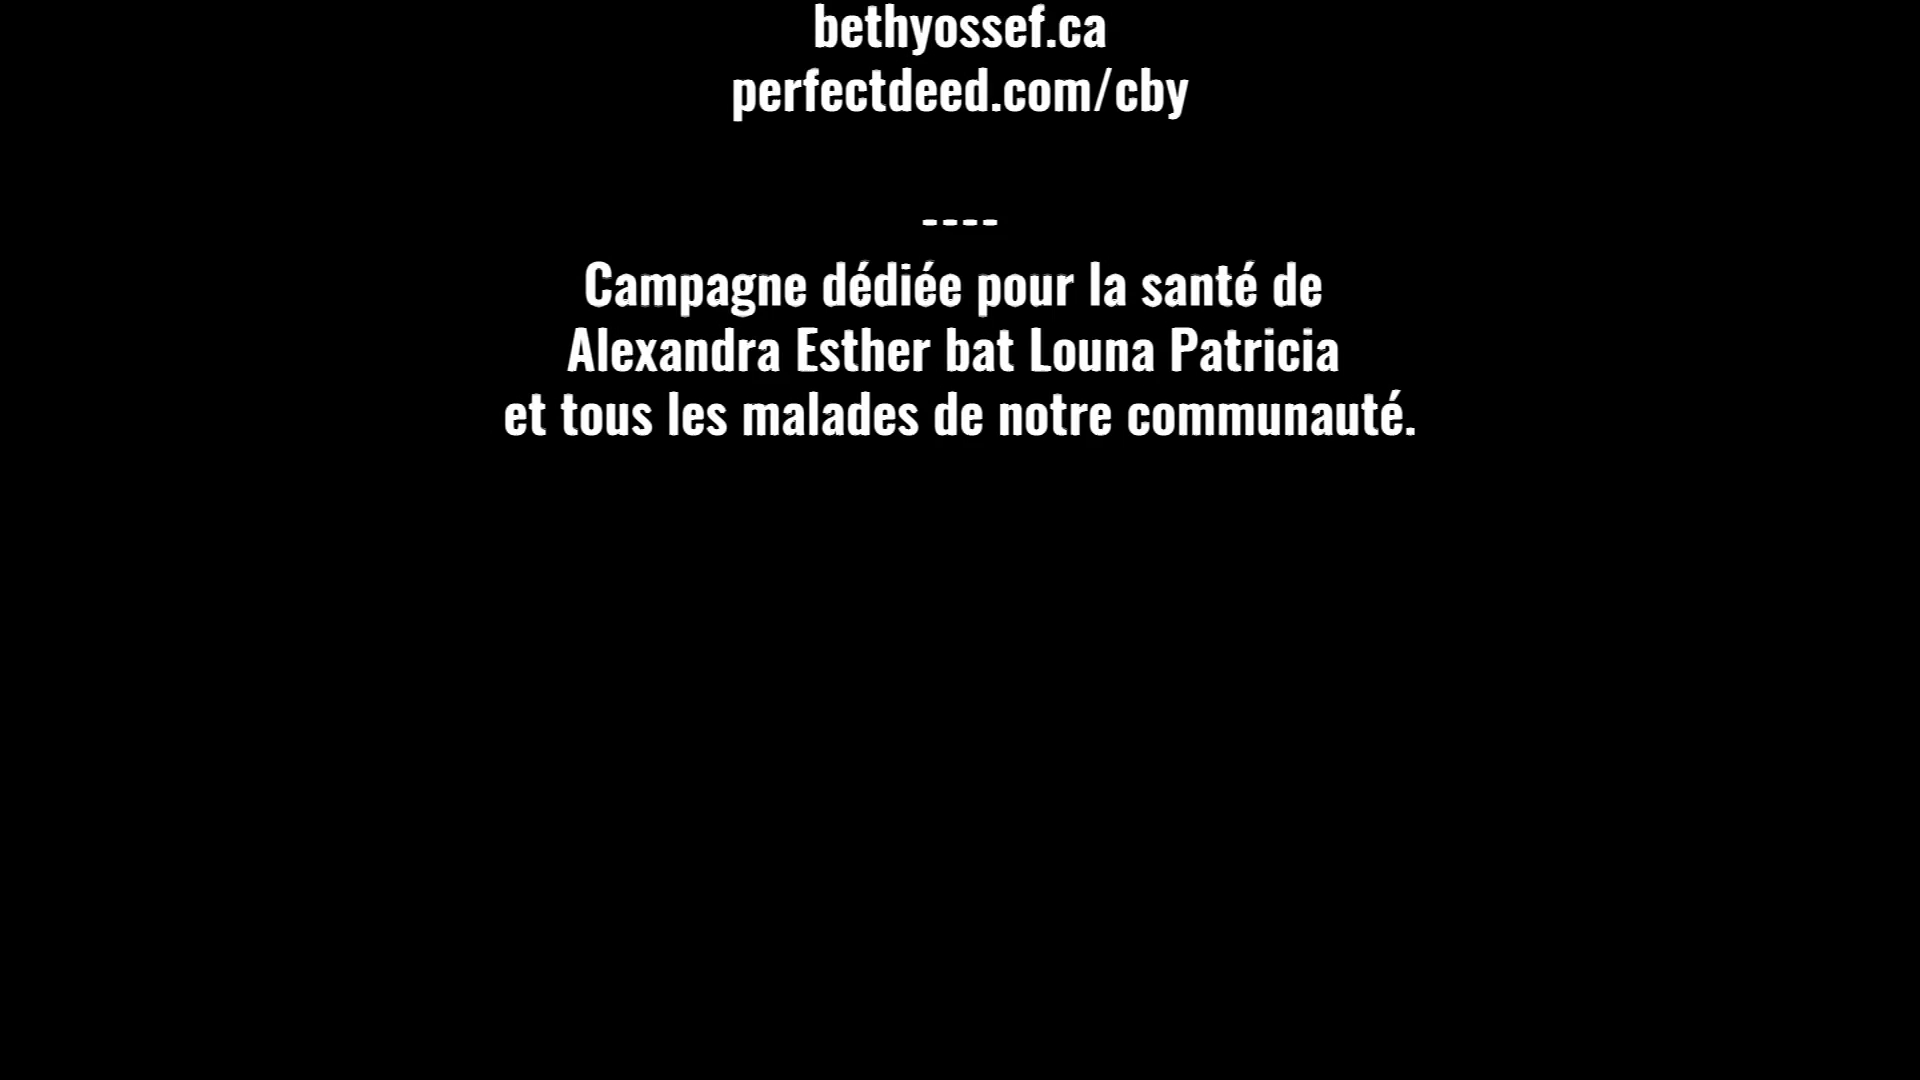 bethyossef.ca
perfectdeed.com/cby
----
Campagne dédiée pour la santé de
Alexandra Esther bat Louna Patricia
et tous les malades de notre communauté.